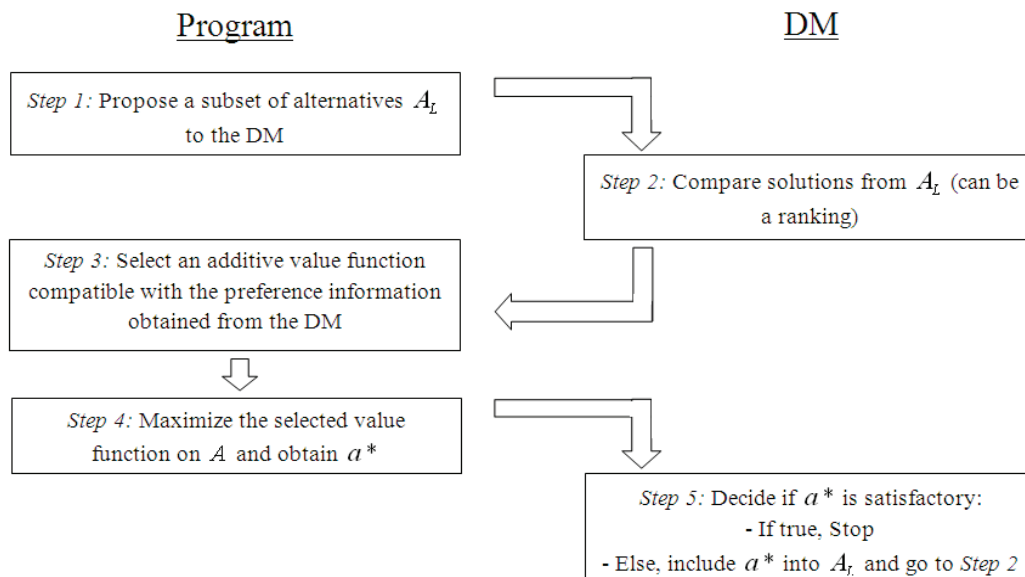 Program
DM
Step 1: Propose a subset of alternatives A_L
to the DM
Step 2: Compare solutions from A_L (can be
a ranking)
Step 3: Select an additive value function
compatible with the preference information
obtained from the DM
Step 4: Maximize the selected value
function on A and obtain a*
Step 5: Decide if a* is satisfactory:
- If true, Stop
- Else, include a* into A_L and go to Step 2